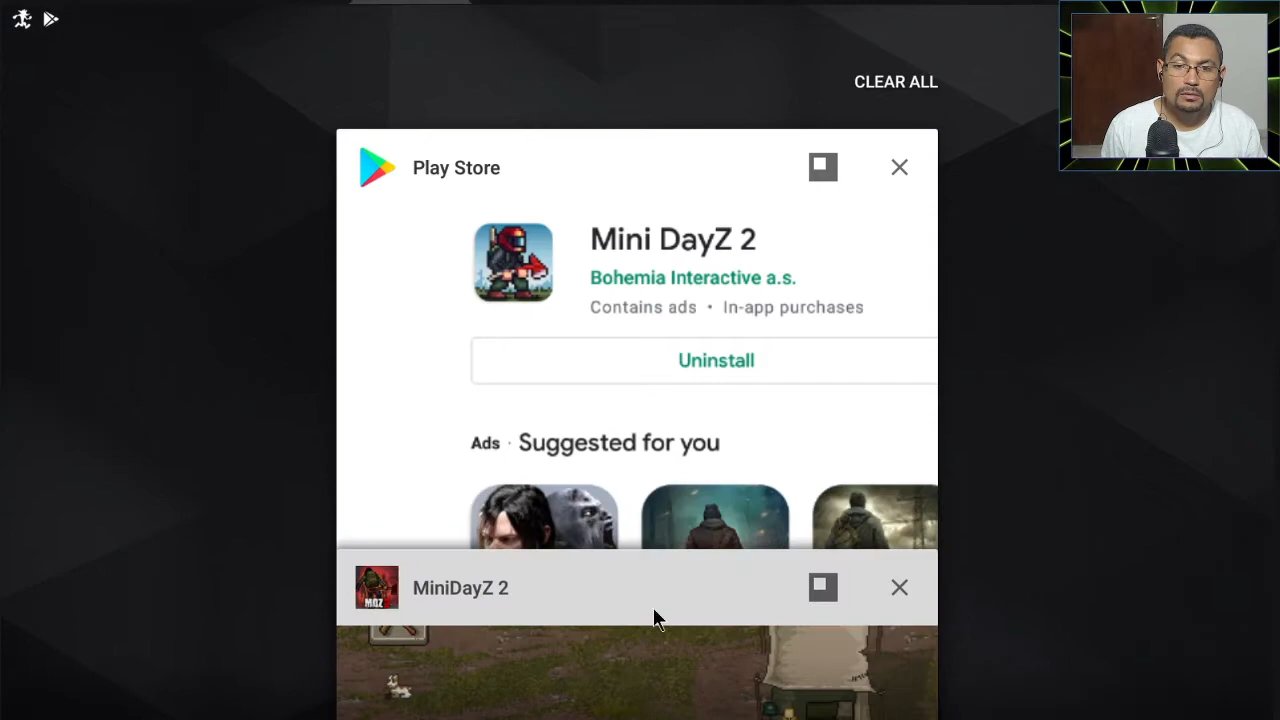 CLEAR ALL
Play Store
Mini DayZ 2
Bohemia Interactive a.s.
Contains ads • In-app purchases
Uninstall
Ads · Suggested for you
MiniDayZ 2
MDZ